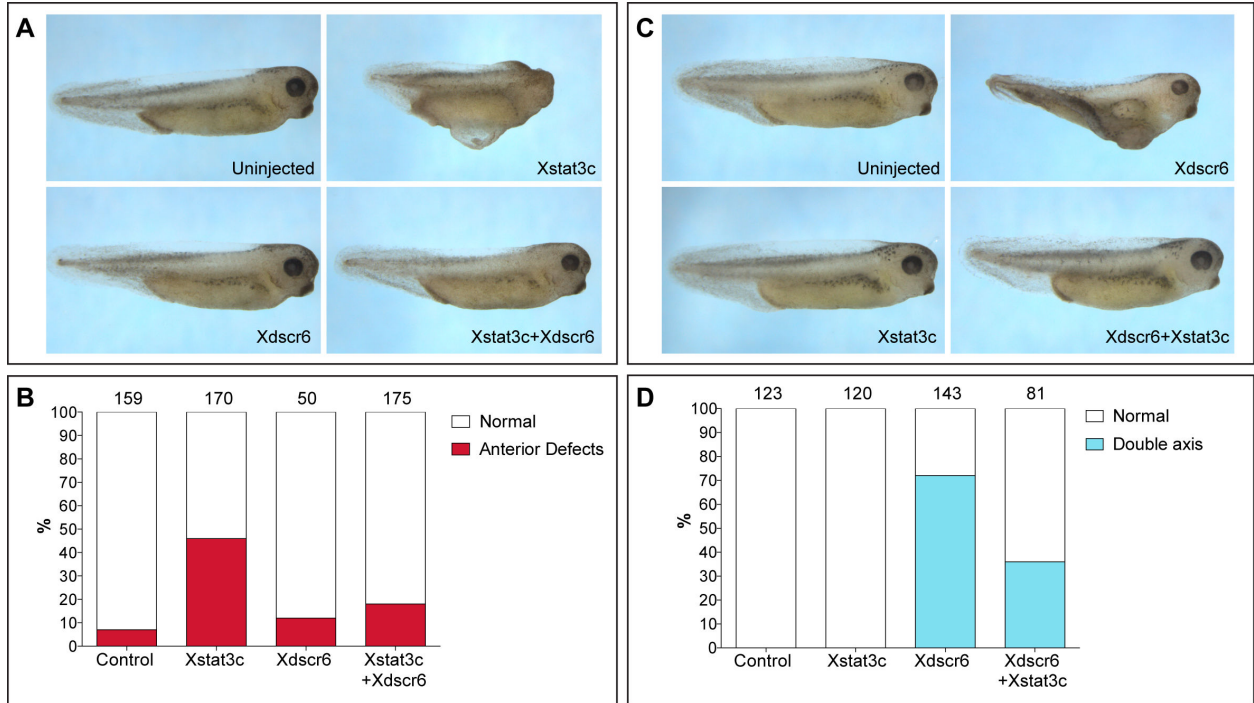 A
Uninjected
Xstat3c
Xdscr6
Xstat3c+Xdscr6
C
Uninjected
Xdscr6
Xstat3c
Xdscr6+Xstat3c
B
159 170 50 175
100
90
80
70
60
50
40
30
20
10
0
%
Control Xstat3c Xdscr6 Xstat3c
+Xdscr6
Normal
Anterior Defects
D
123 120 143 81
100
90
80
70
60
50
40
30
20
10
0
%
Control Xstat3c Xdscr6 Xdscr6
+Xstat3c
Normal
Double axis